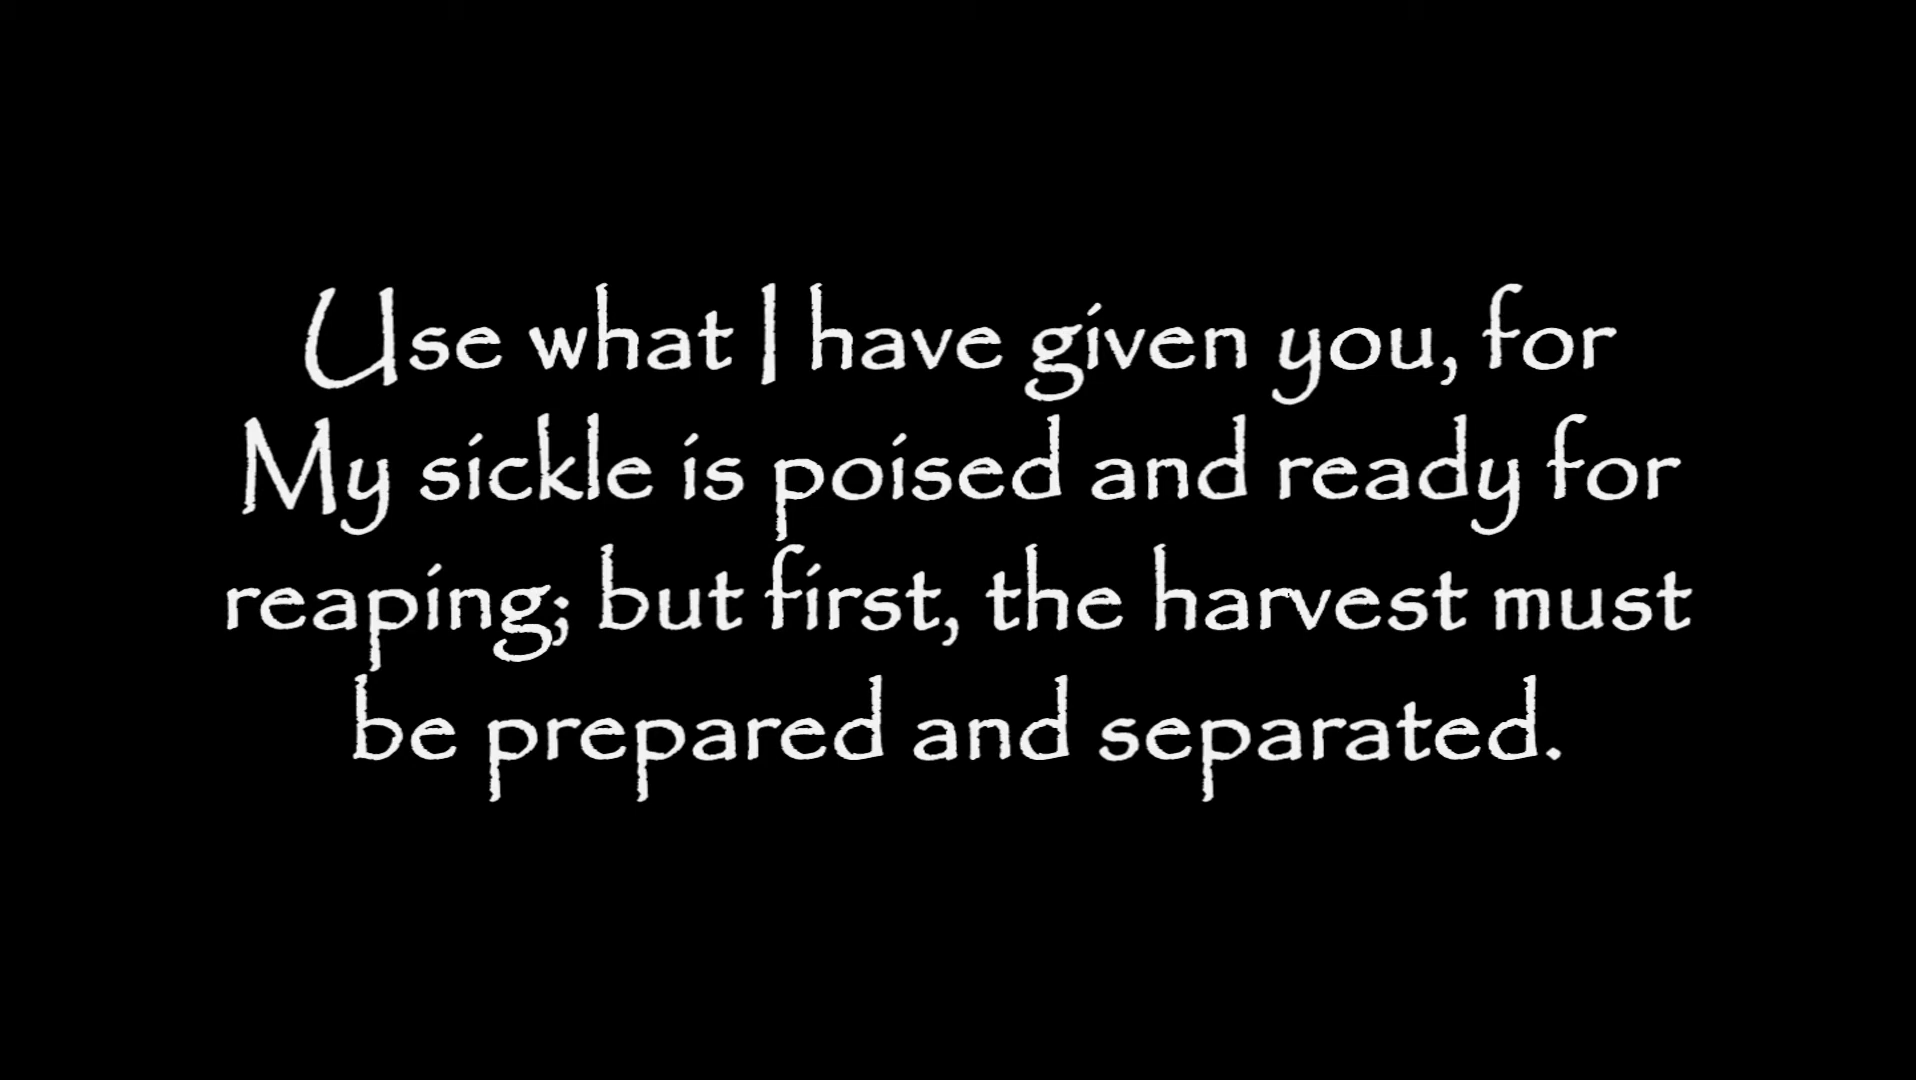 Use what I have given you, for
My sickle is poised and ready for
reaping; but first, the harvest must
be prepared and separated.